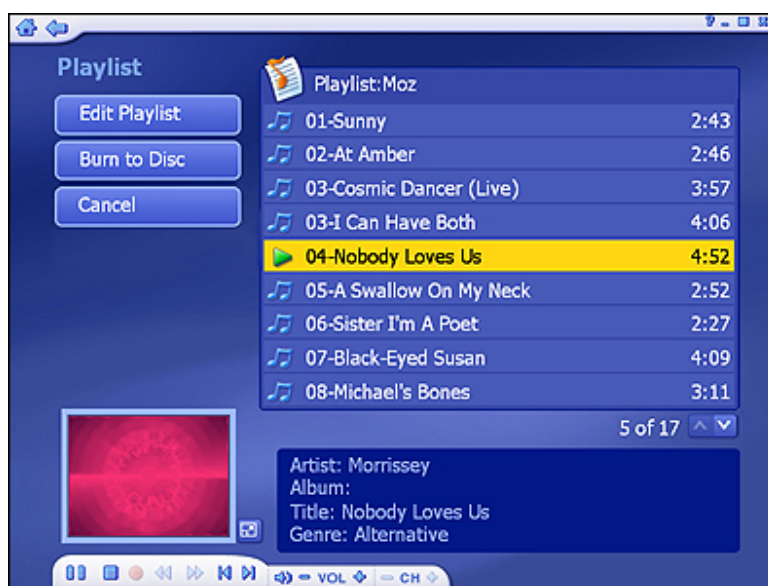 ?
Playlist
Edit Playlist
Burn to Disc
Cancel
Playlist:Moz
01-Sunny 2:43
02-At Amber 2:46
03-Cosmic Dancer (Live) 3:57
03-I Can Have Both 4:06
04-Nobody Loves Us 4:52
05-A Swallow On My Neck 2:52
06-Sister I'm A Poet 2:27
07-Black-Eyed Susan 4:09
08-Michael's Bones 3:11
5 of 17
Artist: Morrissey
Album:
Title: Nobody Loves Us
Genre: Alternative
VOL CH